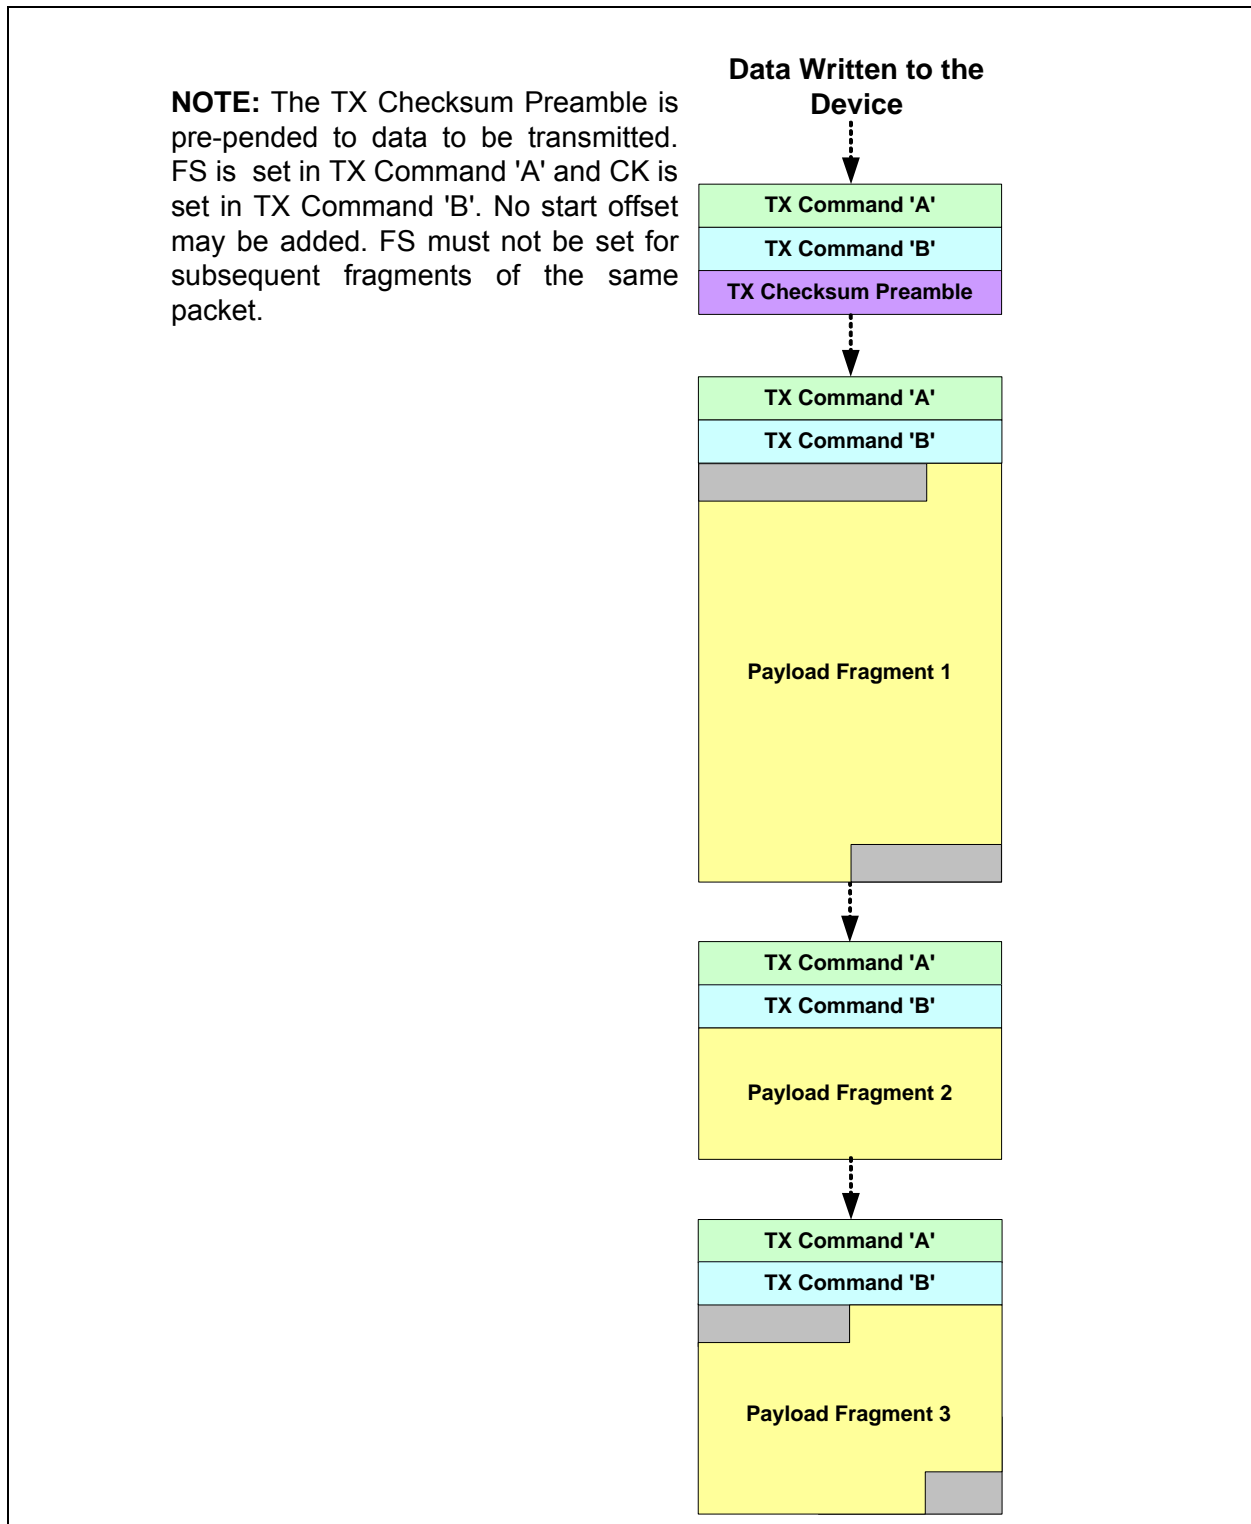 Data Written to the
Device
NOTE: The TX Checksum Preamble is
pre-pended to data to be transmitted.
FS is set in TX Command 'A' and CK is
set in TX Command 'B'. No start offset
may be added. FS must not be set for
subsequent fragments of the same
packet.
TX Command 'A'
TX Command 'B'
TX Checksum Preamble
TX Command 'A'
TX Command 'B'
Payload Fragment 1
TX Command 'A'
TX Command 'B'
Payload Fragment 2
TX Command 'A'
TX Command 'B'
Payload Fragment 3